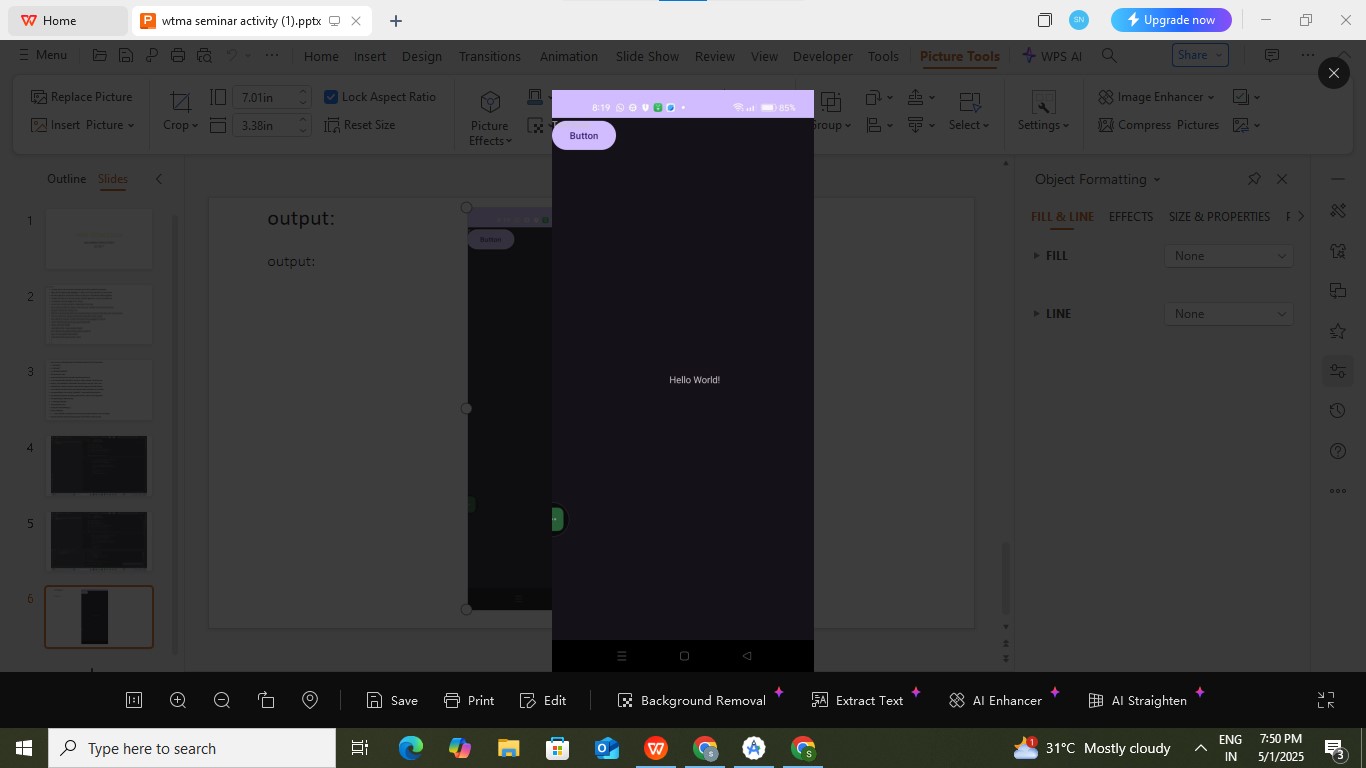 Home
wtma seminar activity (1).pptx
SN
Upgrade now
Menu
Home Insert Design Transitions Animation Slide Show Review View Developer Tools Picture Tools WPS AI
Share
Replace Picture
7.01in
Lock Aspect Ratio
Insert Picture
Crop
3.38in
Reset Size
Picture
Effects
Group
Select
Settings
Image Enhancer
Compress Pictures
Outline Slides
Object Formatting
FILL & LINE EFFECTS SIZE & PROPERTIES
FILL None
LINE None
1
2
3
4
5
6
output:
output:
Button
8:19
85%
Button
Hello World!
Save
Print
Edit
Background Removal
Extract Text
AI Enhancer
AI Straighten
Type here to search
31°C Mostly cloudy
ENG
IN
7:50 PM
5/1/2025
3